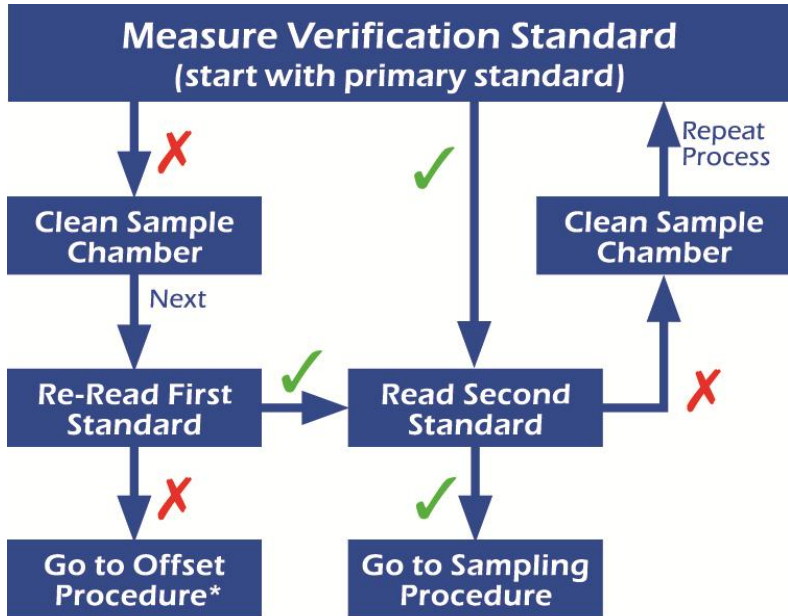 Measure Verification Standard
(start with primary standard)
Repeat
Process
Clean Sample
Chamber
Clean Sample
Chamber
Next
Re-Read First
Standard
Read Second
Standard
Go to Offset
Procedure*
Go to Sampling
Procedure